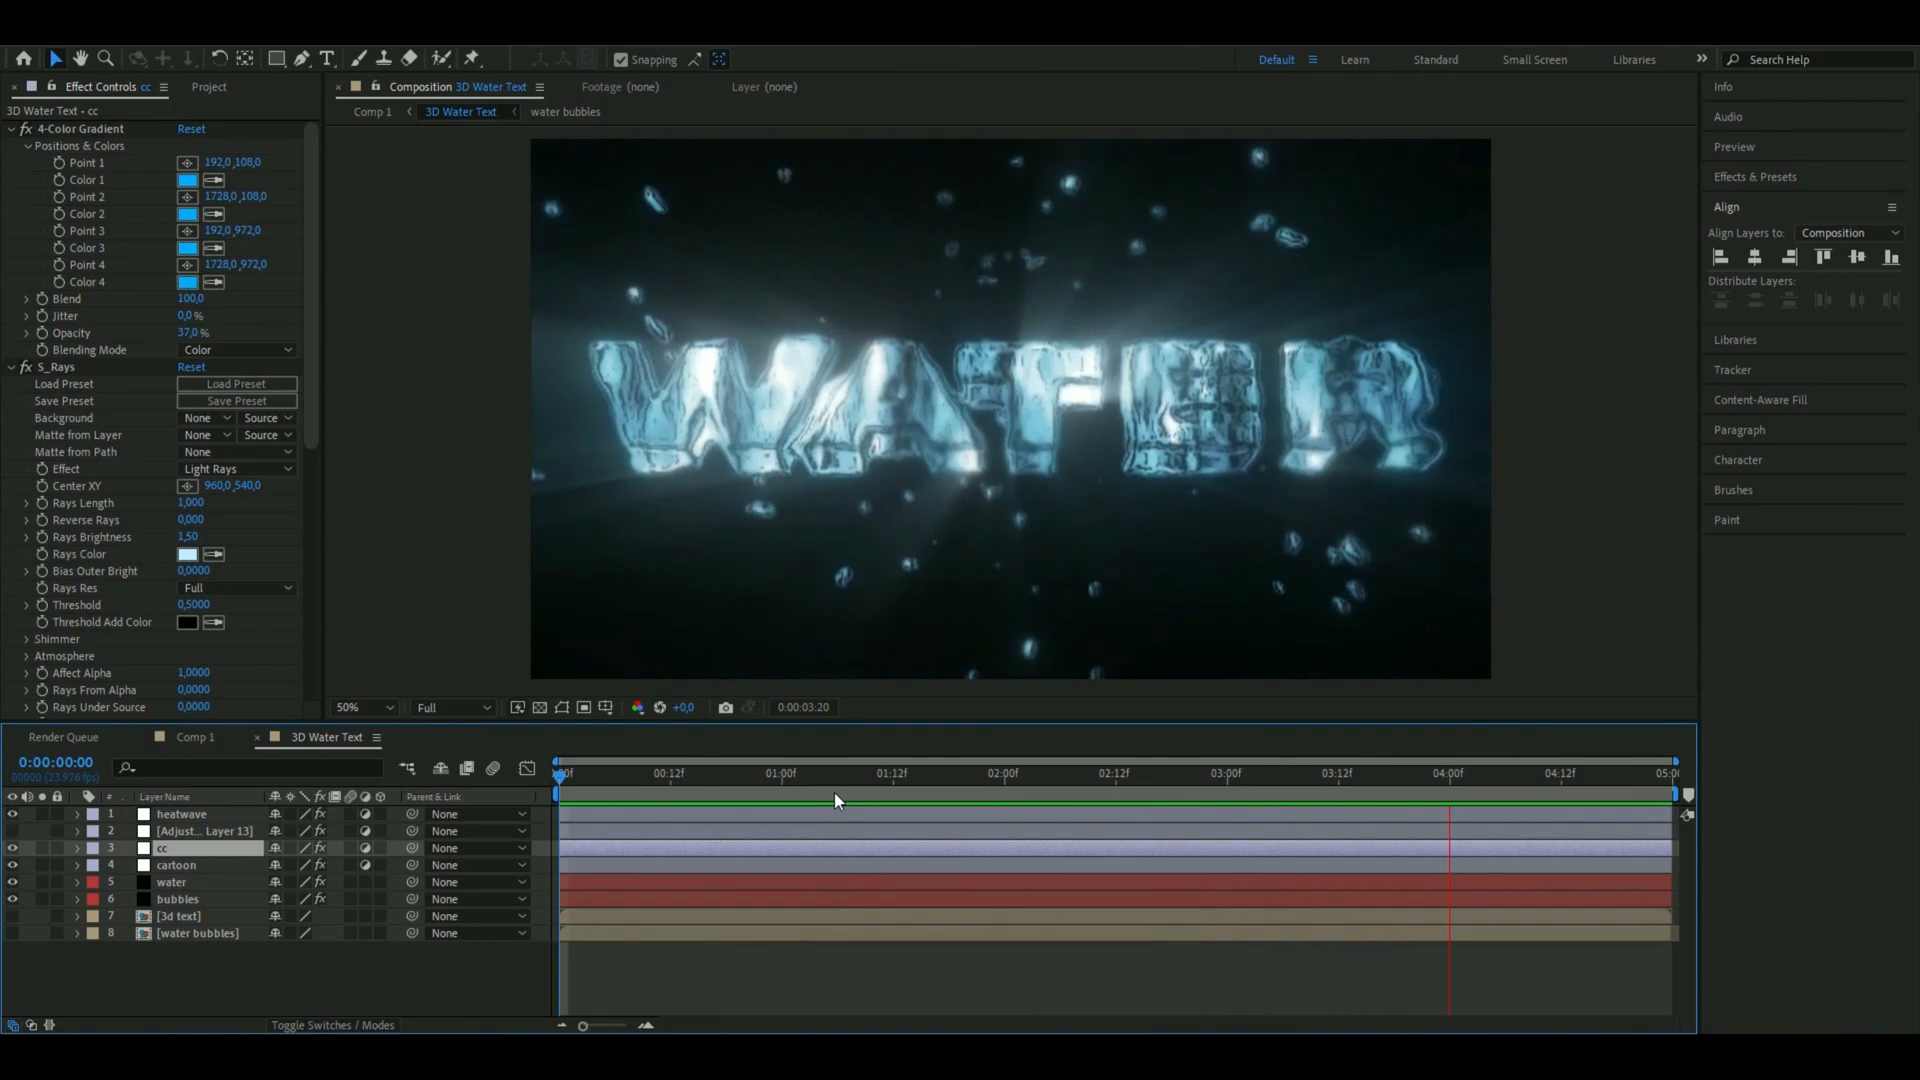 Snapping
Default
Learn
Standard
Small Screen
Libraries
Search Help
Effect Controls cc
Project
Composition 3D Water Text
Footage (none)
Layer (none)
3D Water Text • cc
Comp 1
3D Water Text
water bubbles
4-Color Gradient Reset
Positions & Colors
Point 1 192,0 ,108,0
Color 1
Point 2 1728,0 ,108,0
Color 2
Point 3 192,0 ,972,0
Color 3
Point 4 1728,0 ,972,0
Color 4
Blend 100,0
Jitter 0,0 %
Opacity 37,0 %
Blending Mode Color
S_Rays Reset
Load Preset Load Preset
Save Preset Save Preset
Background None Source
Matte from Layer None Source
Matte from Path None
Effect Light Rays
Center XY 960,0 ,540,0
Rays Length 1,000
Reverse Rays 0,000
Rays Brightness 1,50
Rays Color
Bias Outer Bright 0,0000
Rays Res Full
Threshold 0,5000
Threshold Add Color
Shimmer
Atmosphere
Affect Alpha 1,0000
Rays From Alpha 0,0000
Rays Under Source 0,0000
WATER
50% Full +0,0 0:00:03:20
Info
Audio
Preview
Effects & Presets
Align
Align Layers to: Composition
Distribute Layers:
Libraries
Tracker
Content-Aware Fill
Paragraph
Character
Brushes
Paint
Render Queue Comp 1 3D Water Text
0:00:00:00
00000 (23.976 fps)
00:12f 01:00f 01:12f 02:00f 02:12f 03:00f 03:12f 04:00f 04:12f
# Layer Name Parent & Link
1 heatwave None
2 [Adjust... Layer 13] None
3 cc None
4 cartoon None
5 water None
6 bubbles None
7 [3d text] None
8 [water bubbles] None
Toggle Switches / Modes